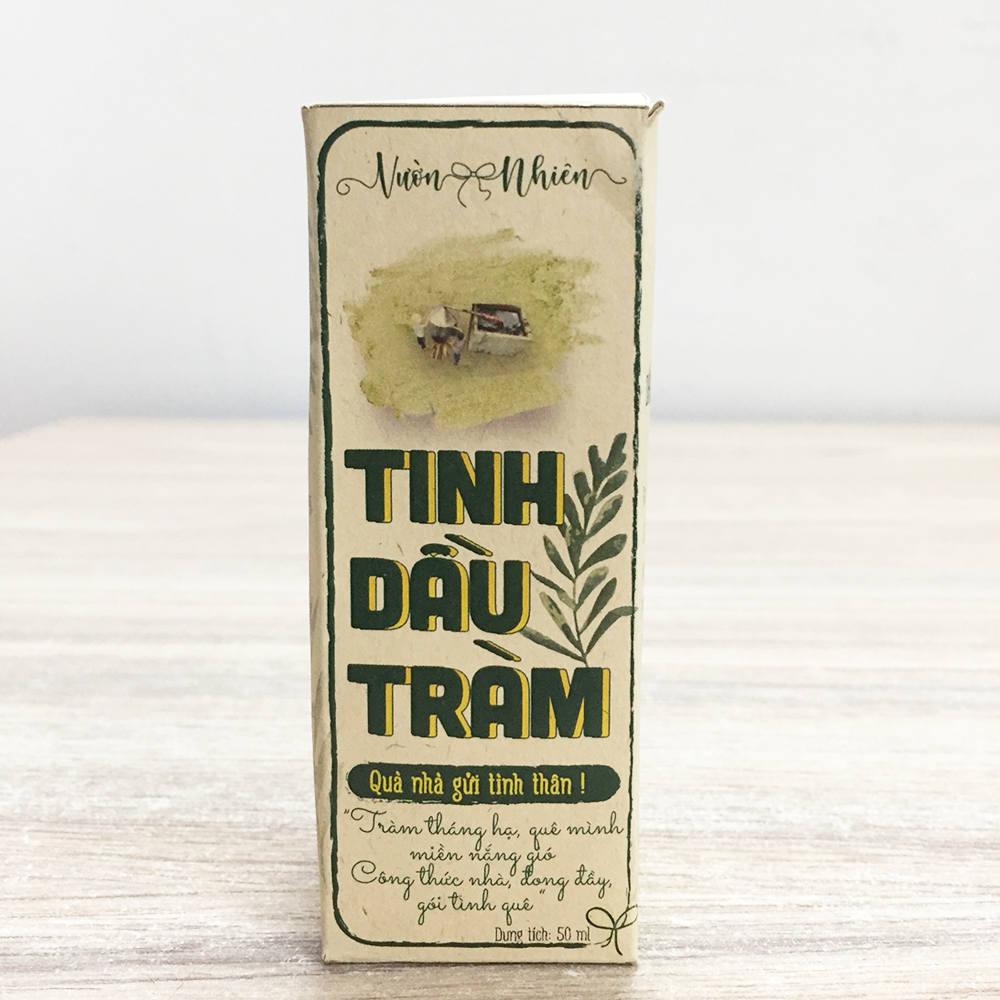 Vườn Nhiên
TINH
DẦU
TRÀM
Quà nhà gửi tình thân !
"Tràm tháng hạ, quê mình
miền nắng gió
Công thức nhà, đong đầy,
gói tình quê"
Dung tích: 50 ml